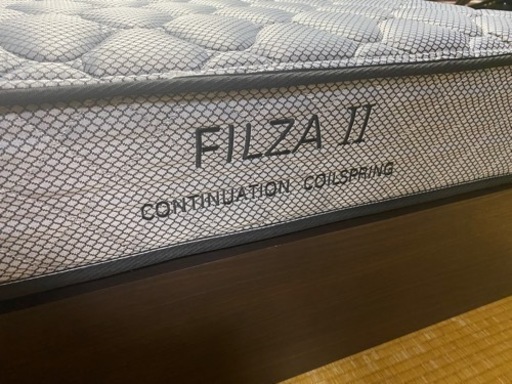 FILZA II
CONTINUATION COILSPRING